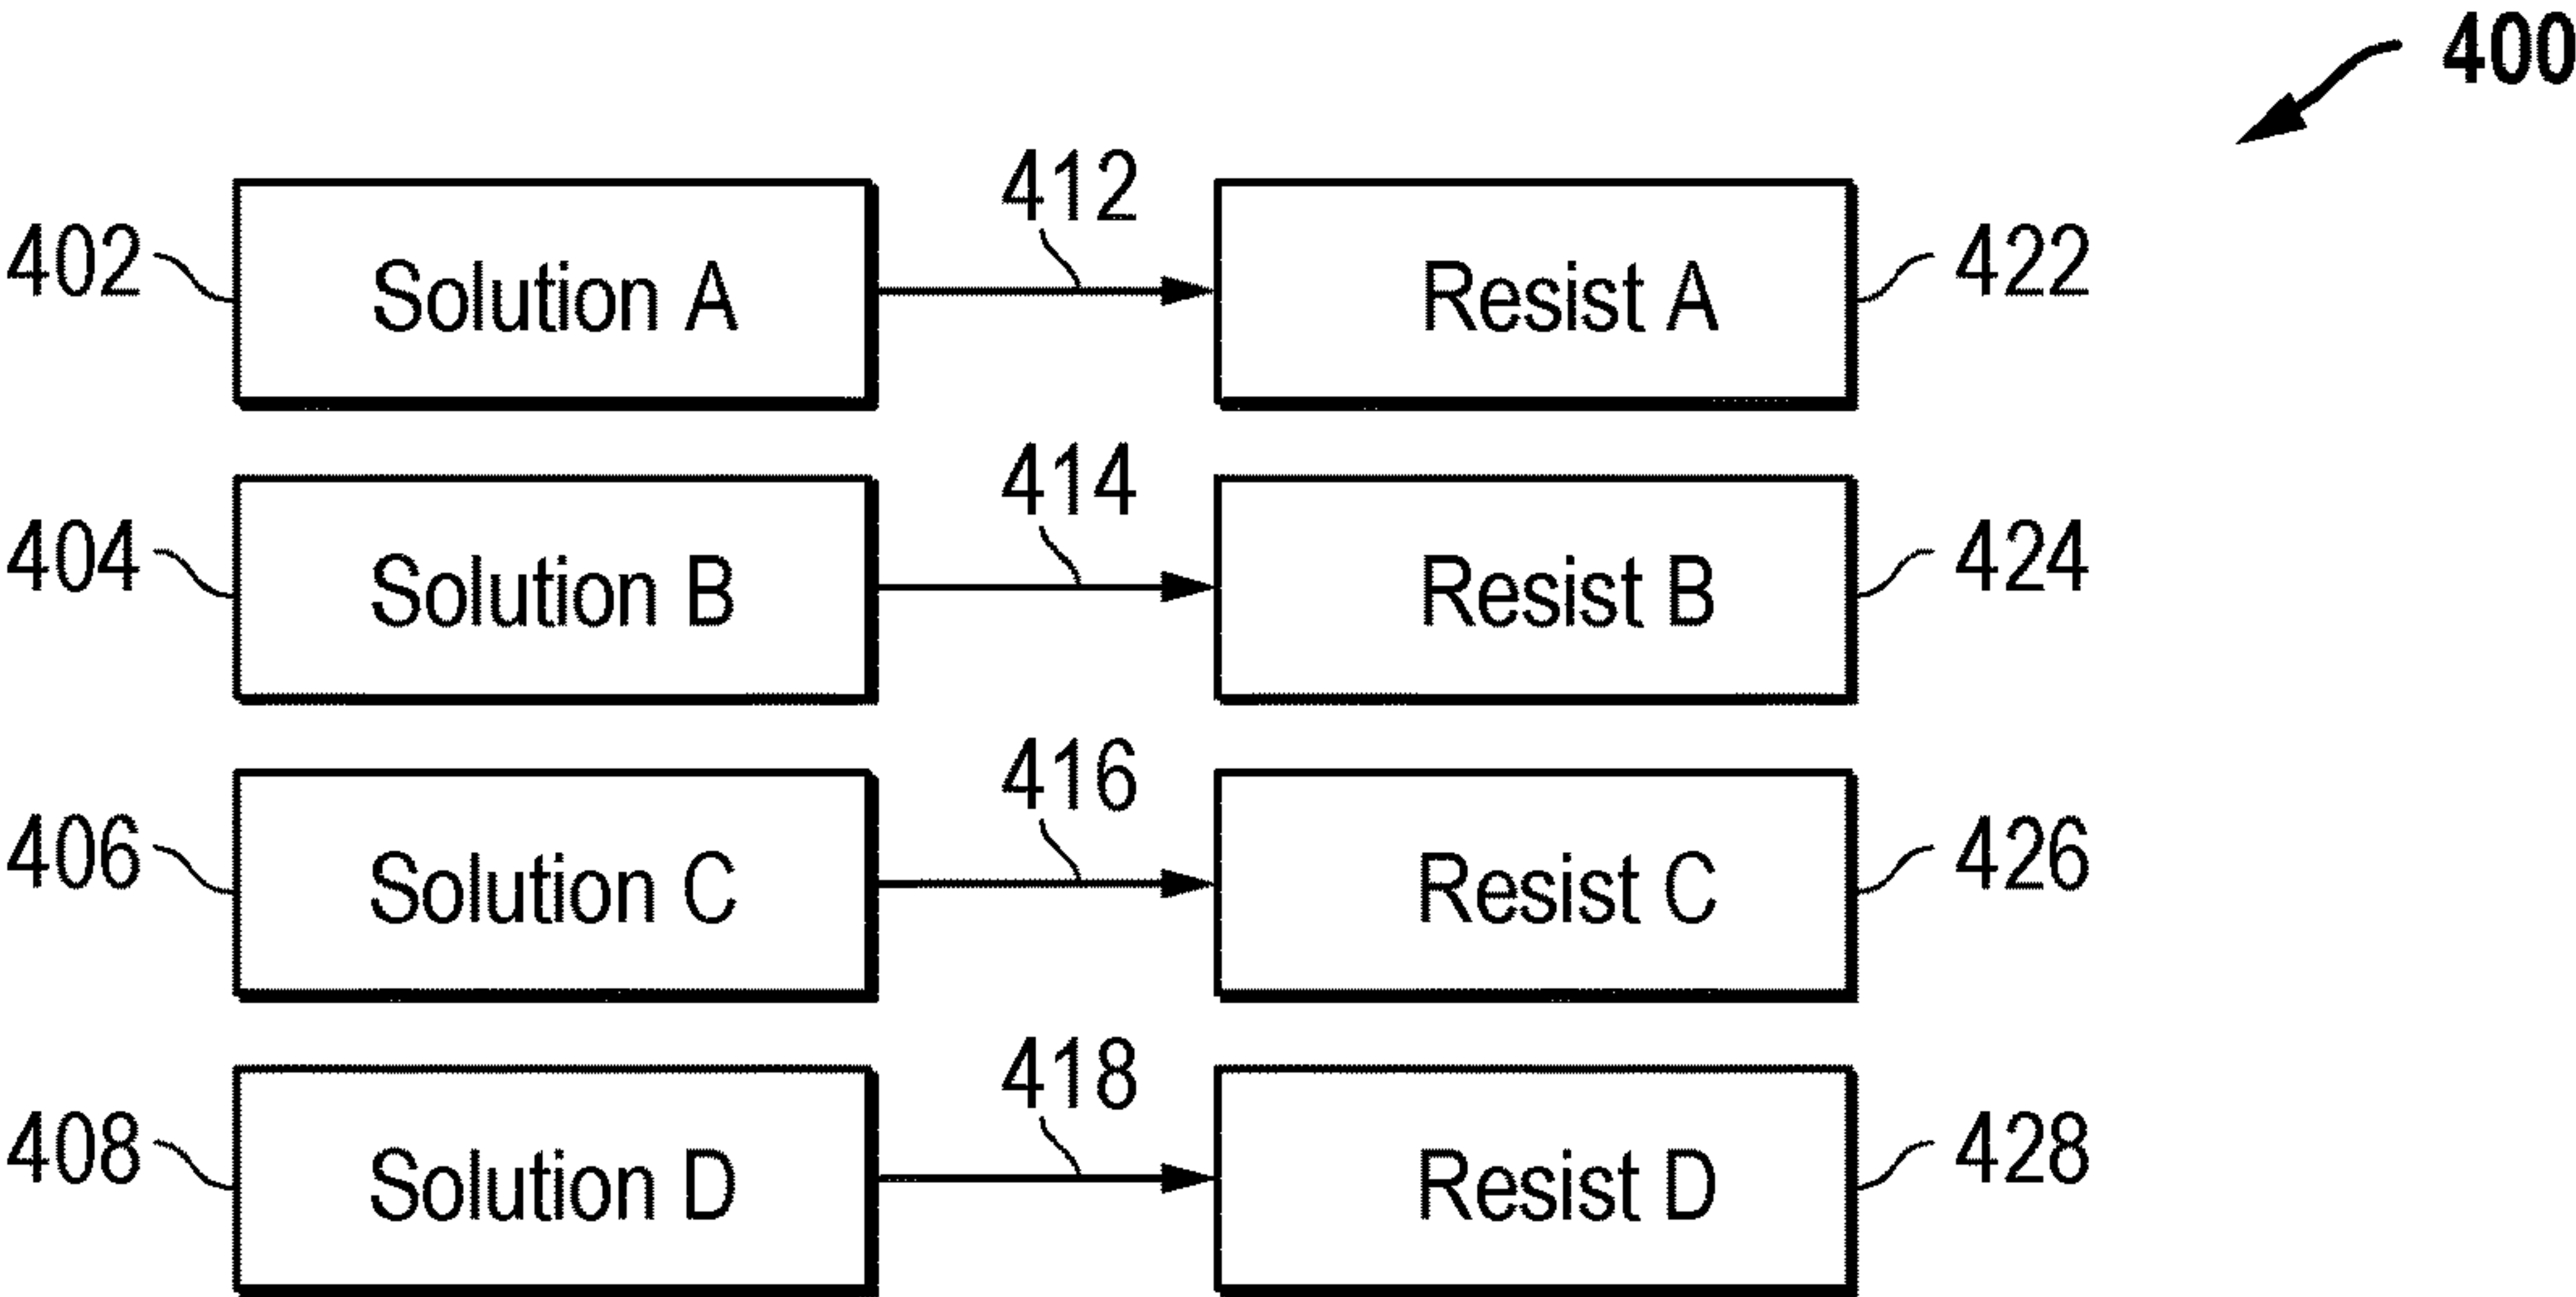 400
412
402 Solution A Resist A 422
414
404 Solution B Resist B 424
416
406 Solution C Resist C 426
418
408 Solution D Resist D 428